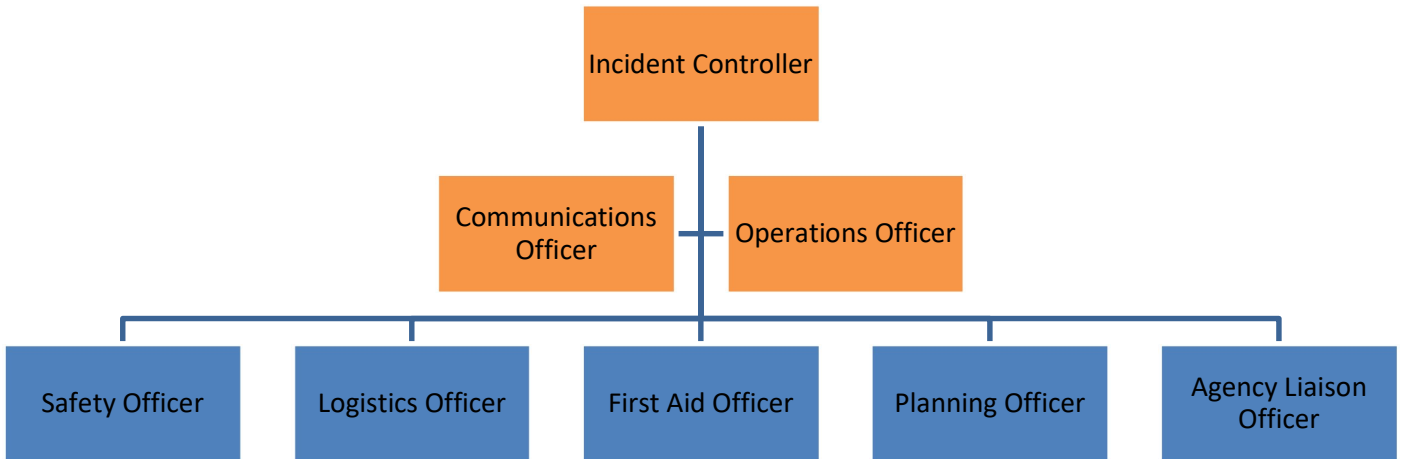 Incident Controller
Communications
Officer
Operations Officer
Safety Officer
Logistics Officer
First Aid Officer
Planning Officer
Agency Liaison
Officer